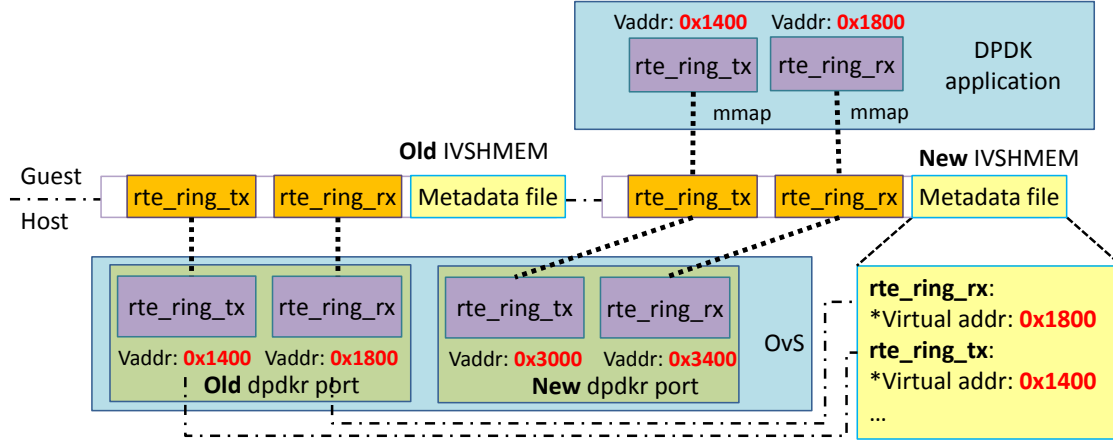 Vaddr: 0x1400
Vaddr: 0x1800
rte_ring_tx
rte_ring_rx
DPDK
application
mmap
mmap
Old IVSHMEM
New IVSHMEM
Guest
Host
rte_ring_tx
rte_ring_rx
Metadata file
rte_ring_tx
rte_ring_rx
Metadata file
rte_ring_tx
rte_ring_rx
Vaddr: 0x1400
Vaddr: 0x1800
Old dpdkr port
rte_ring_tx
rte_ring_rx
Vaddr: 0x3000
Vaddr: 0x3400
New dpdkr port
OvS
rte_ring_rx:
*Virtual addr: 0x1800
rte_ring_tx:
*Virtual addr: 0x1400
...